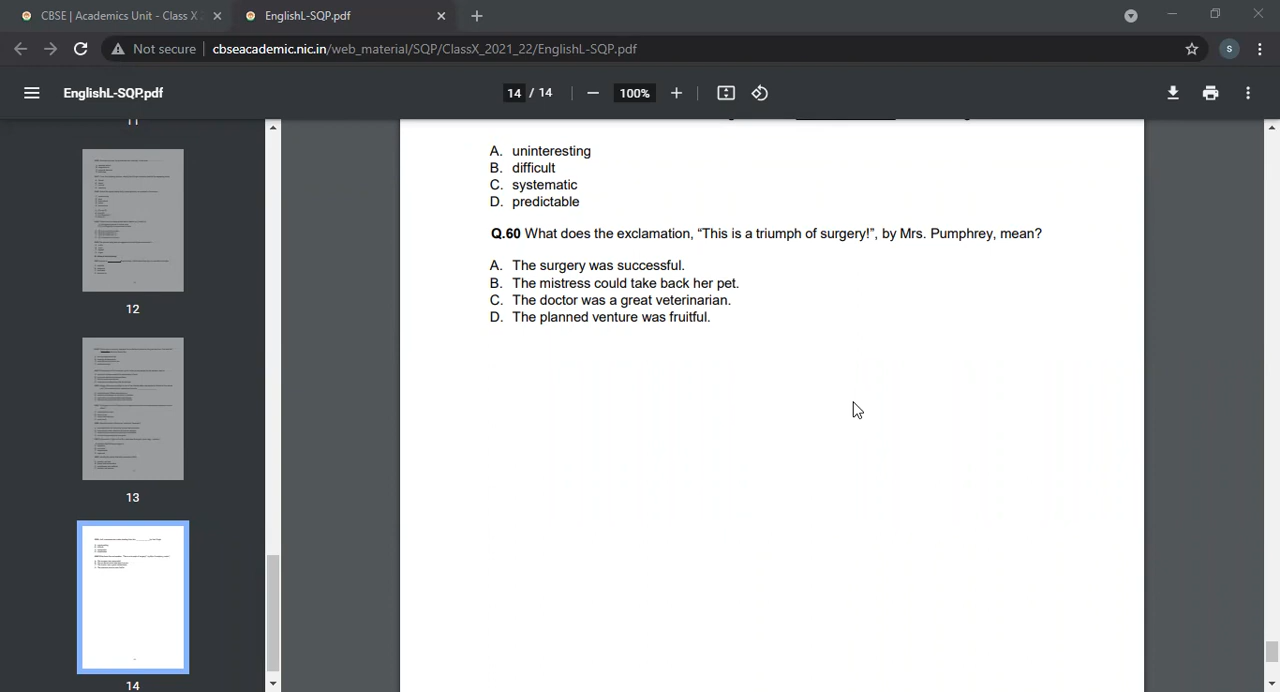 CBSE | Academics Unit - Class X
EnglishL-SQP.pdf
Not secure
cbseacademic.nic.in/web_material/SQP/ClassX_2021_22/EnglishL-SQP.pdf
S
EnglishL-SQP.pdf
14 / 14
100%
11
12
13
14
A. uninteresting
B. difficult
C. systematic
D. predictable
Q.60 What does the exclamation, “This is a triumph of surgery!”, by Mrs. Pumphrey, mean?
A. The surgery was successful.
B. The mistress could take back her pet.
C. The doctor was a great veterinarian.
D. The planned venture was fruitful.